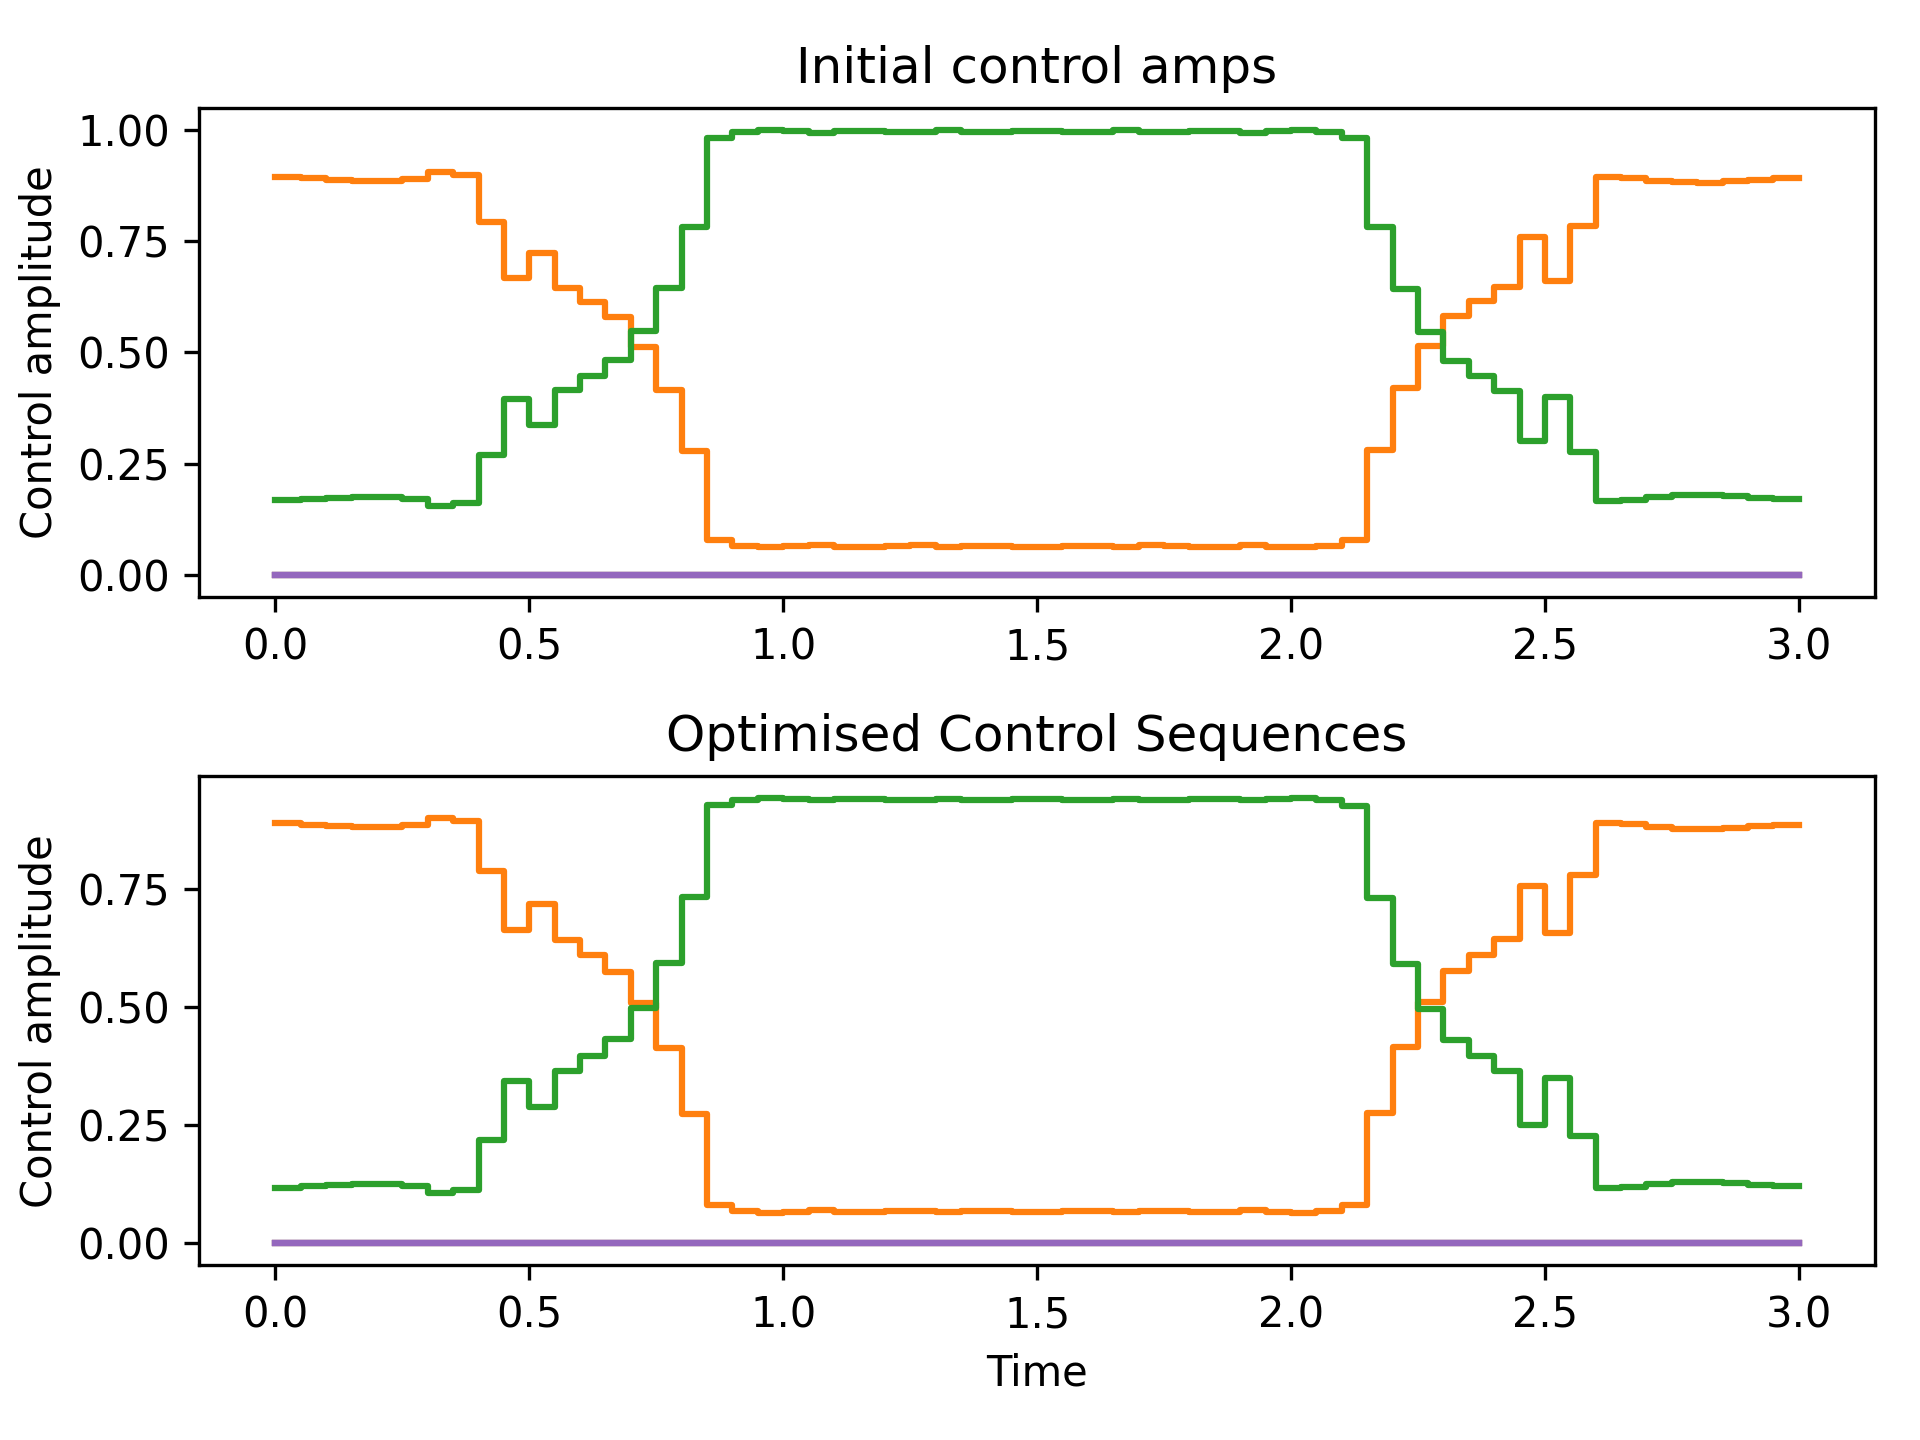 Initial control amps
Control amplitude
1.00
0.75
0.50
0.25
0.00
0.0 0.5 1.0 1.5 2.0 2.5 3.0
Optimised Control Sequences
Control amplitude
0.75
0.50
0.25
0.00
0.0 0.5 1.0 1.5 2.0 2.5 3.0
Time